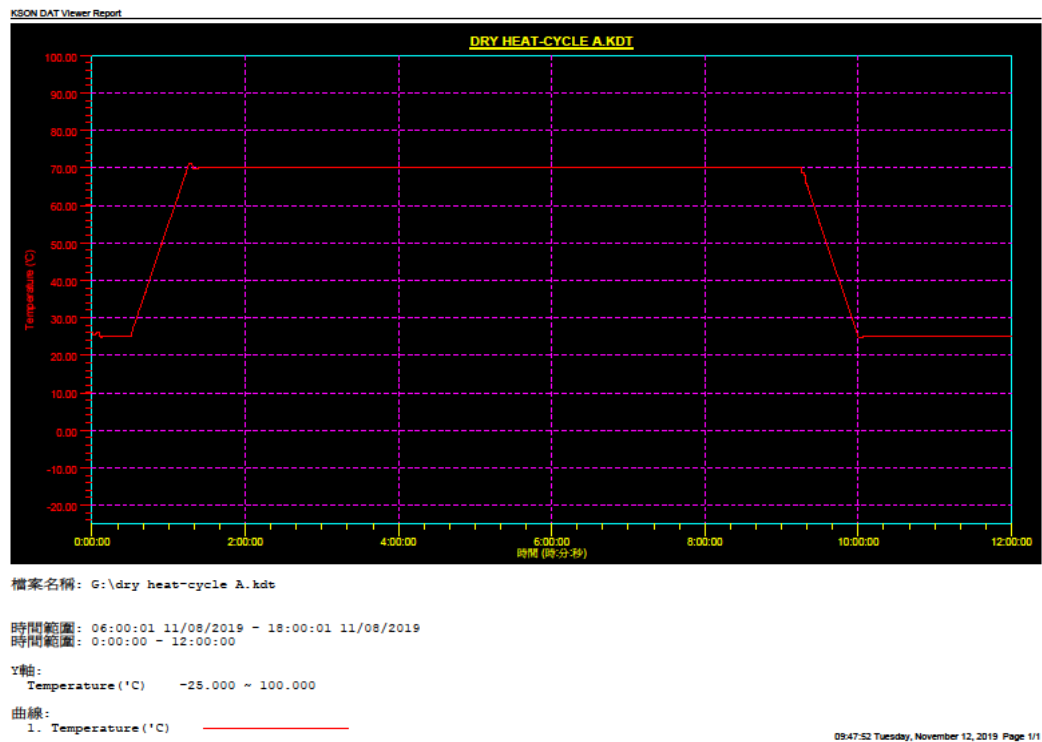 KSON DAT Viewer Report
DRY HEAT-CYCLE A.KDT
100.00
90.00
80.00
70.00
60.00
50.00
40.00
30.00
20.00
10.00
0.00
-10.00
-20.00
Temperature ('C)
0:00:00 2:00:00 4:00:00 6:00:00 8:00:00 10:00:00 12:00:00
時間 (時:分:秒)
檔案名稱: G:\dry heat-cycle A.kdt
時間範圍: 06:00:01 11/08/2019 - 18:00:01 11/08/2019
時間範圍: 0:00:00 - 12:00:00
Y軸:
Temperature('C) -25.000 ~ 100.000
曲線:
1. Temperature('C)
09:47:52 Tuesday, November 12, 2019 Page 1/1